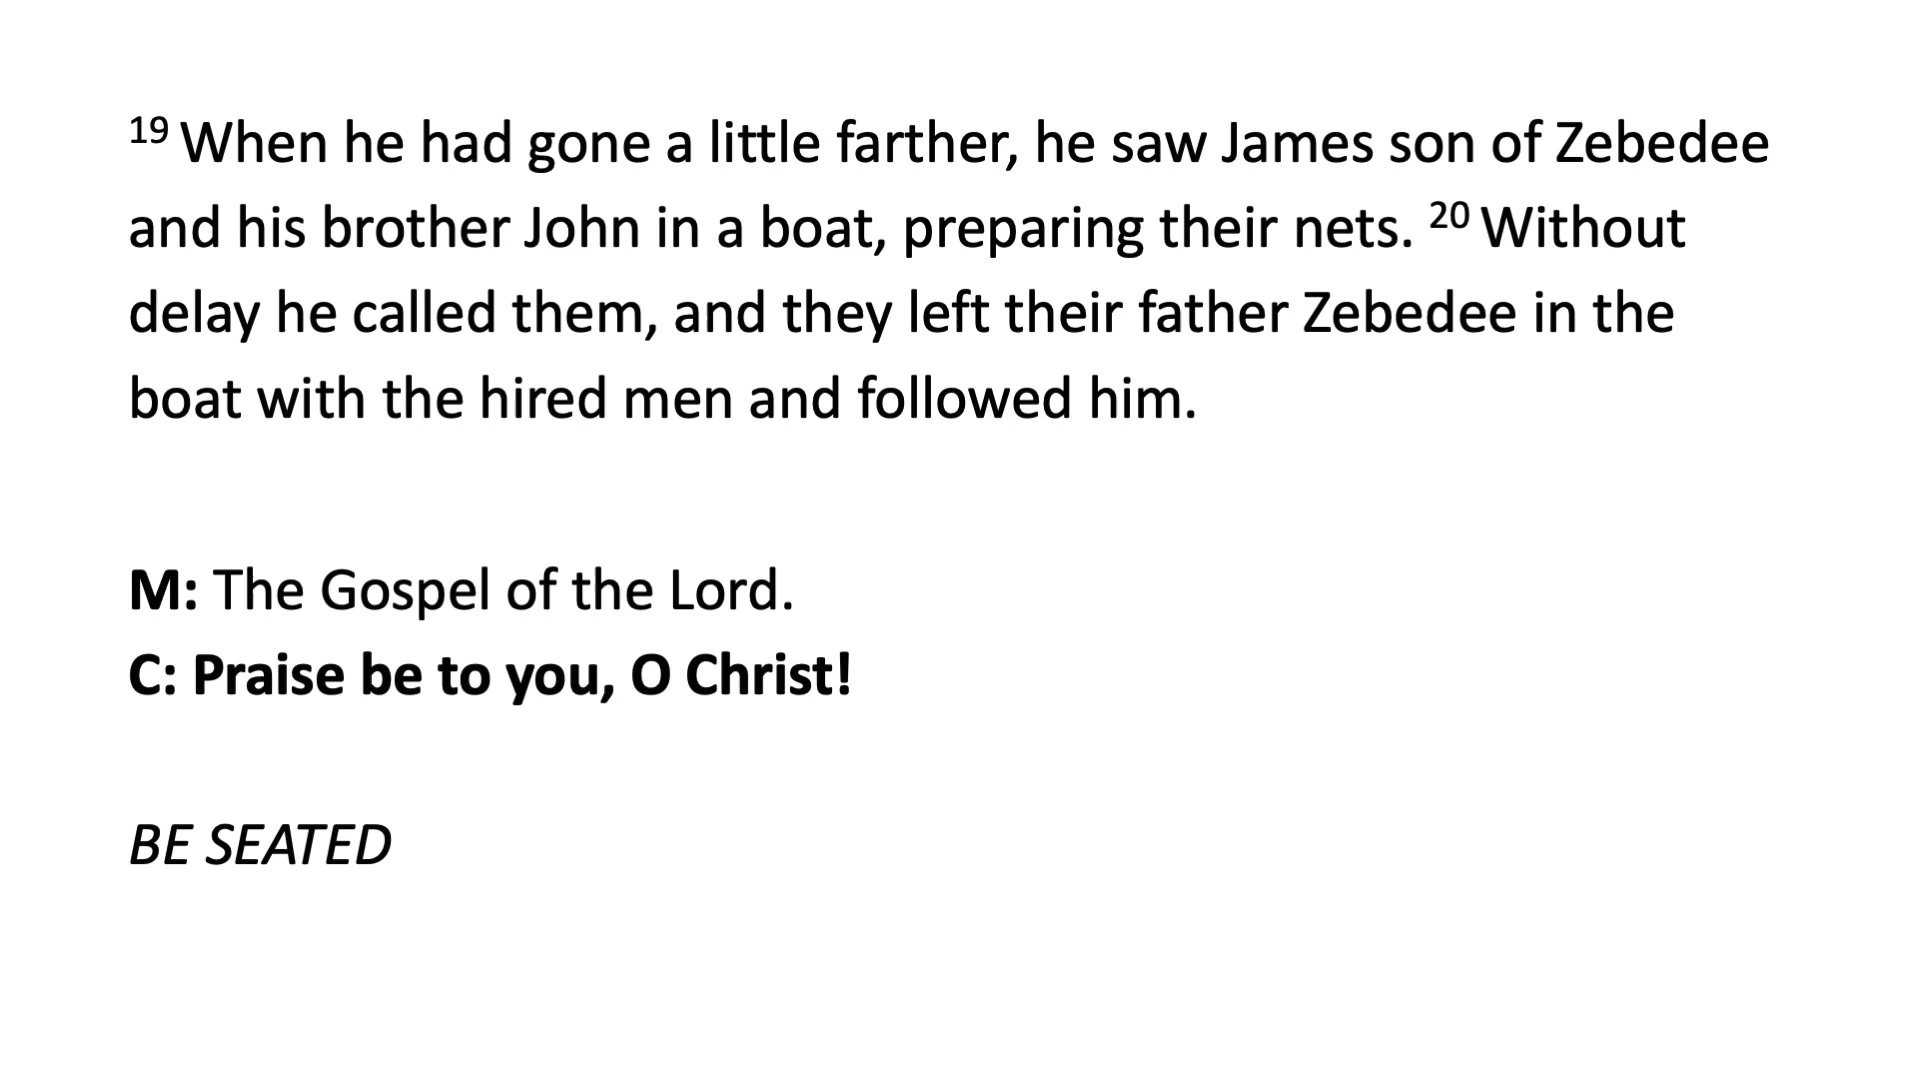 19 When he had gone a little farther, he saw James son of Zebedee
and his brother John in a boat, preparing their nets. 20 Without
delay he called them, and they left their father Zebedee in the
boat with the hired men and followed him.
M: The Gospel of the Lord.
C: Praise be to you, O Christ!
BE SEATED